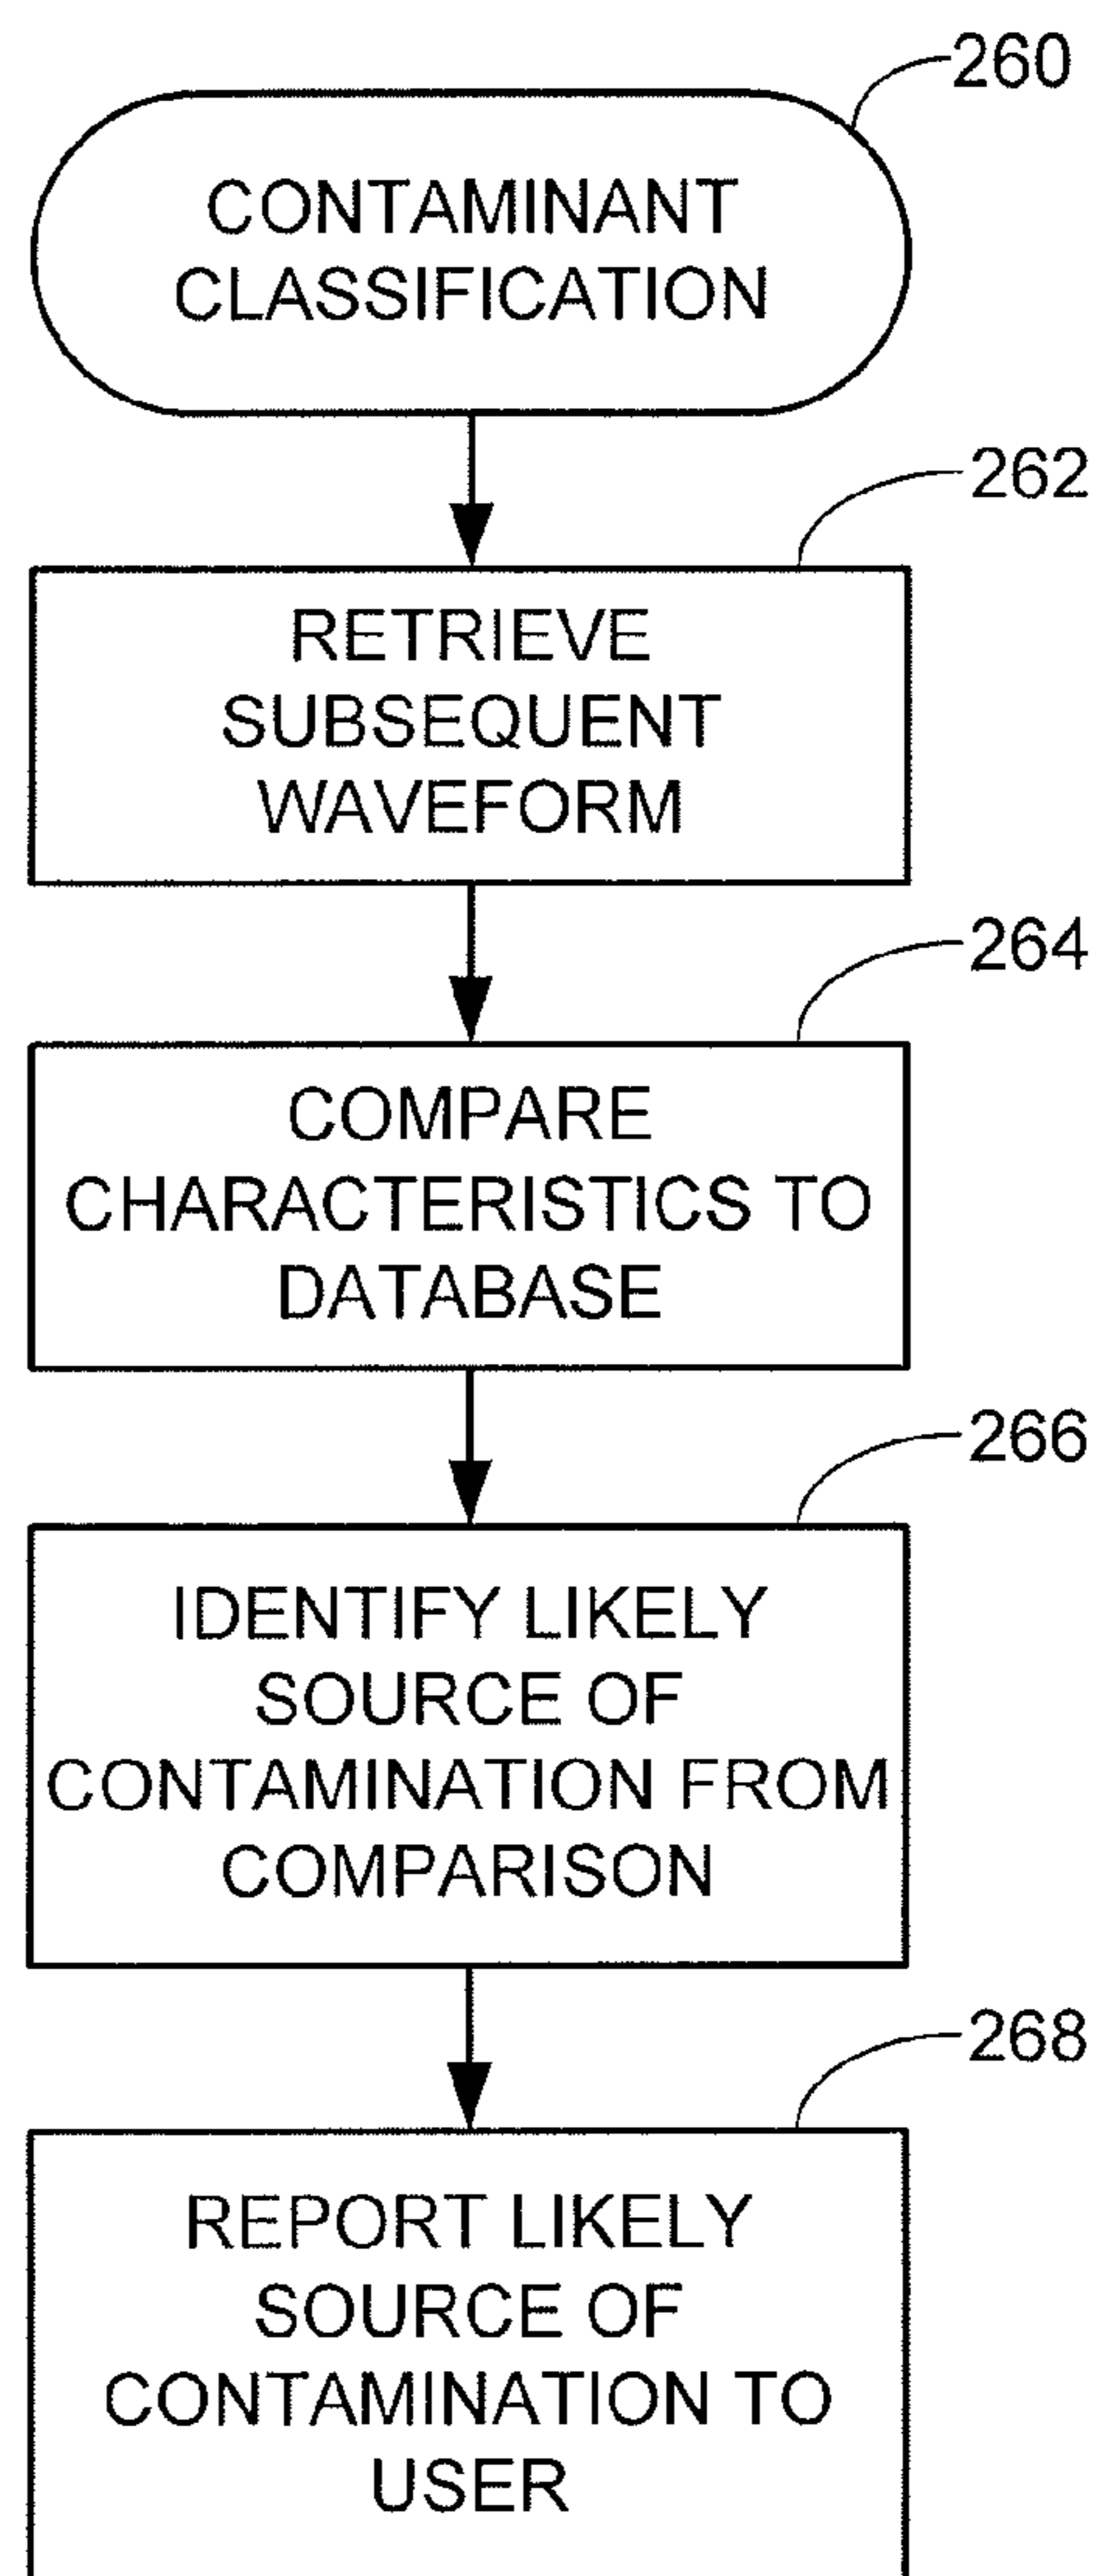 260
CONTAMINANT
CLASSIFICATION
262
RETRIEVE
SUBSEQUENT
WAVEFORM
264
COMPARE
CHARACTERISTICS TO
DATABASE
266
IDENTIFY LIKELY
SOURCE OF
CONTAMINATION FROM
COMPARISON
268
REPORT LIKELY
SOURCE OF
CONTAMINATION TO
USER